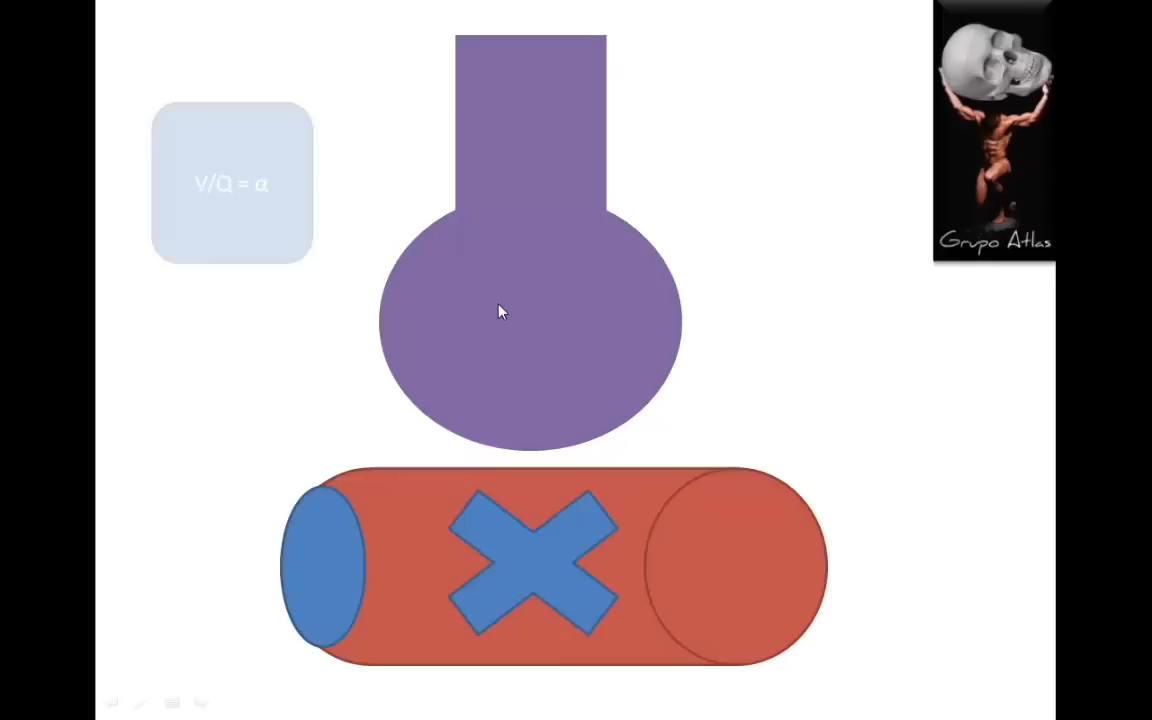 V/Q = α
Grupo Atlas